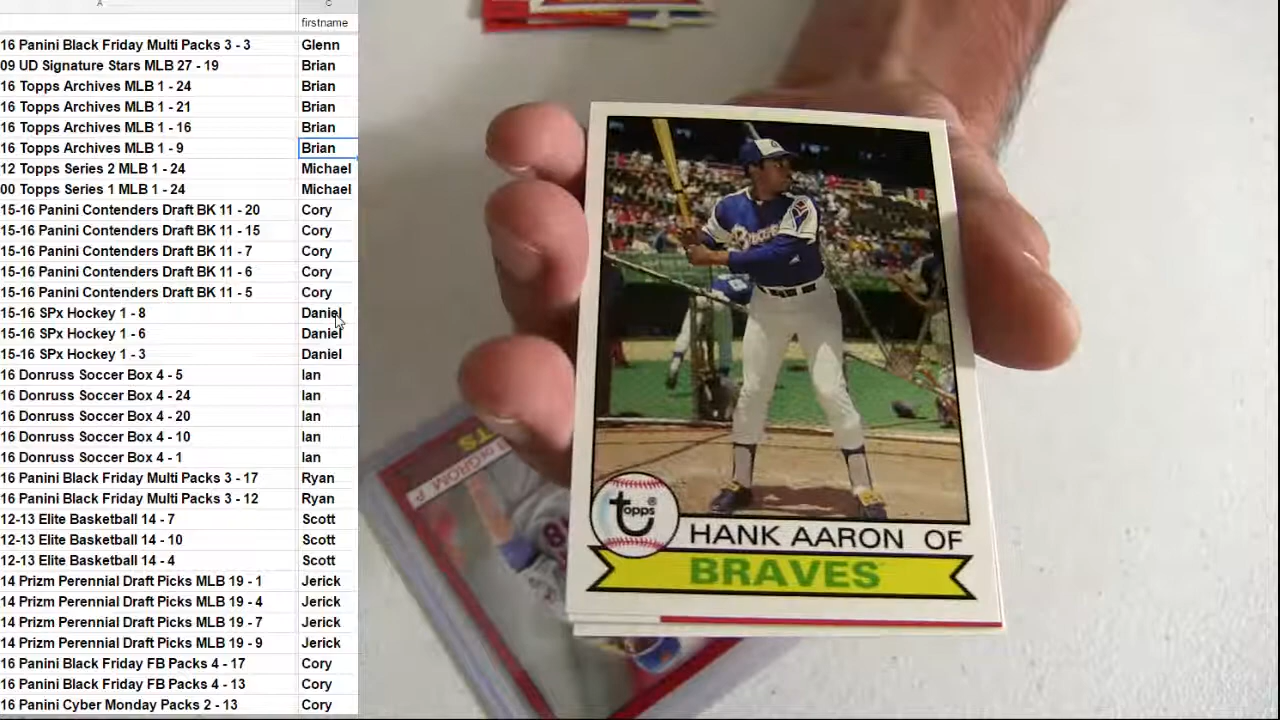 A C
firstname
16 Panini Black Friday Multi Packs 3 - 3 Glenn
09 UD Signature Stars MLB 27 - 19 Brian
16 Topps Archives MLB 1 - 24 Brian
16 Topps Archives MLB 1 - 21 Brian
16 Topps Archives MLB 1 - 16 Brian
16 Topps Archives MLB 1 - 9 Brian
12 Topps Series 2 MLB 1 - 24 Michael
00 Topps Series 1 MLB 1 - 24 Michael
15-16 Panini Contenders Draft BK 11 - 20 Cory
15-16 Panini Contenders Draft BK 11 - 15 Cory
15-16 Panini Contenders Draft BK 11 - 7 Cory
15-16 Panini Contenders Draft BK 11 - 6 Cory
15-16 Panini Contenders Draft BK 11 - 5 Cory
15-16 SPx Hockey 1 - 8 Daniel
15-16 SPx Hockey 1 - 6 Daniel
15-16 SPx Hockey 1 - 3 Daniel
16 Donruss Soccer Box 4 - 5 Ian
16 Donruss Soccer Box 4 - 24 Ian
16 Donruss Soccer Box 4 - 20 Ian
16 Donruss Soccer Box 4 - 10 Ian
16 Donruss Soccer Box 4 - 1 Ian
16 Panini Black Friday Multi Packs 3 - 17 Ryan
16 Panini Black Friday Multi Packs 3 - 12 Ryan
12-13 Elite Basketball 14 - 7 Scott
12-13 Elite Basketball 14 - 10 Scott
12-13 Elite Basketball 14 - 4 Scott
14 Prizm Perennial Draft Picks MLB 19 - 1 Jerick
14 Prizm Perennial Draft Picks MLB 19 - 4 Jerick
14 Prizm Perennial Draft Picks MLB 19 - 7 Jerick
14 Prizm Perennial Draft Picks MLB 19 - 9 Jerick
16 Panini Black Friday FB Packs 4 - 17 Cory
16 Panini Black Friday FB Packs 4 - 13 Cory
16 Panini Cyber Monday Packs 2 - 13 Cory
Braves
topps®
HANK AARON OF
BRAVES